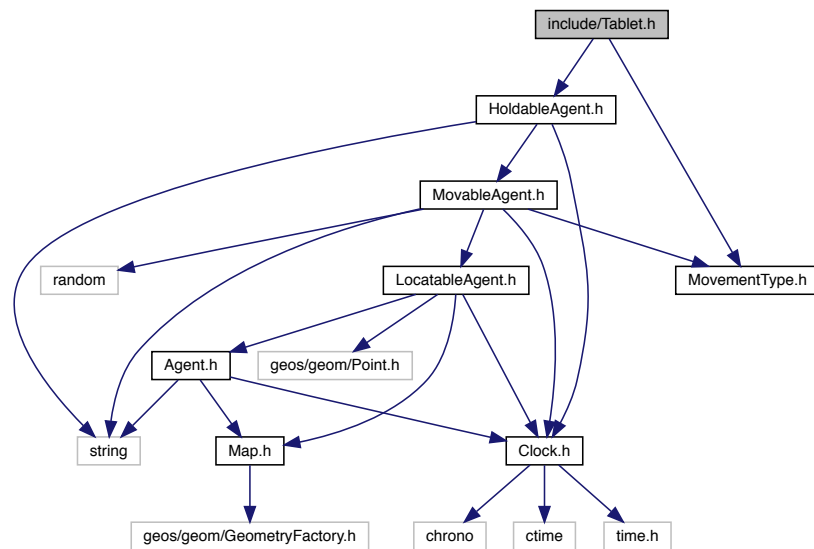 include/Tablet.h
HoldableAgent.h
MovableAgent.h
random
LocatableAgent.h
MovementType.h
Agent.h
geos/geom/Point.h
string
Map.h
Clock.h
geos/geom/GeometryFactory.h
chrono
ctime
time.h